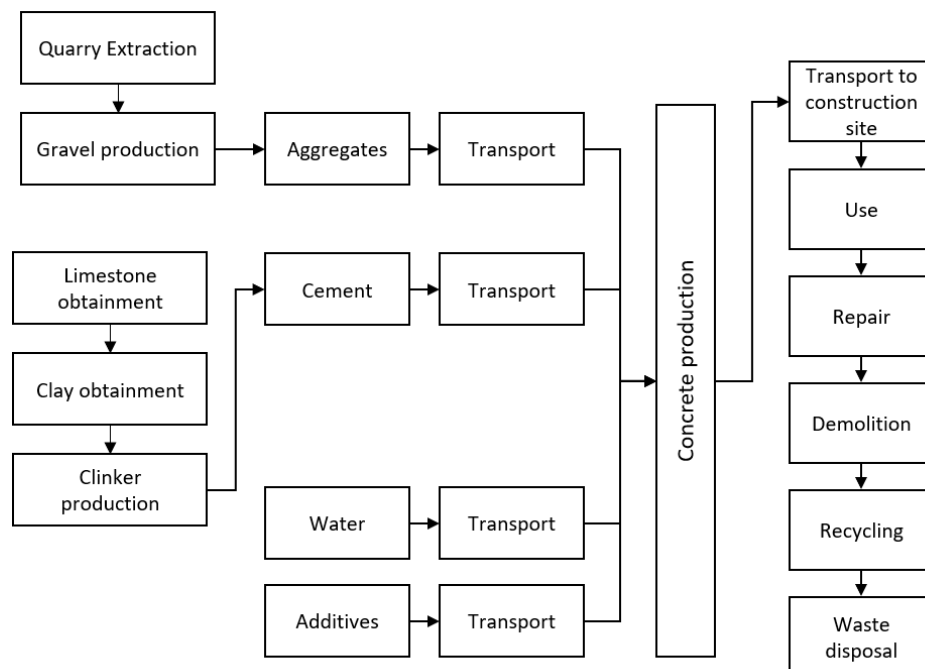 Quarry Extraction
Gravel production
Aggregates
Transport
Limestone
obtainment
Clay obtainment
Clinker
production
Cement
Transport
Water
Transport
Additives
Transport
Concrete production
Transport to
construction
site
Use
Repair
Demolition
Recycling
Waste
disposal